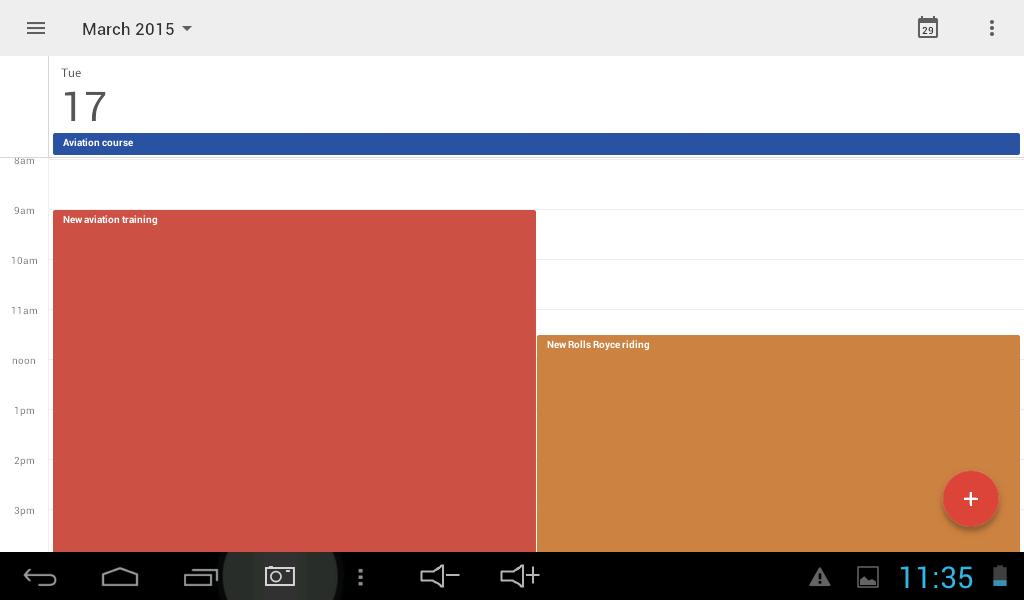 March 2015
29
Tue
17
Aviation course
8am
9am
New aviation training
10am
11am
New Rolls Royce riding
noon
1pm
2pm
3pm
11:35